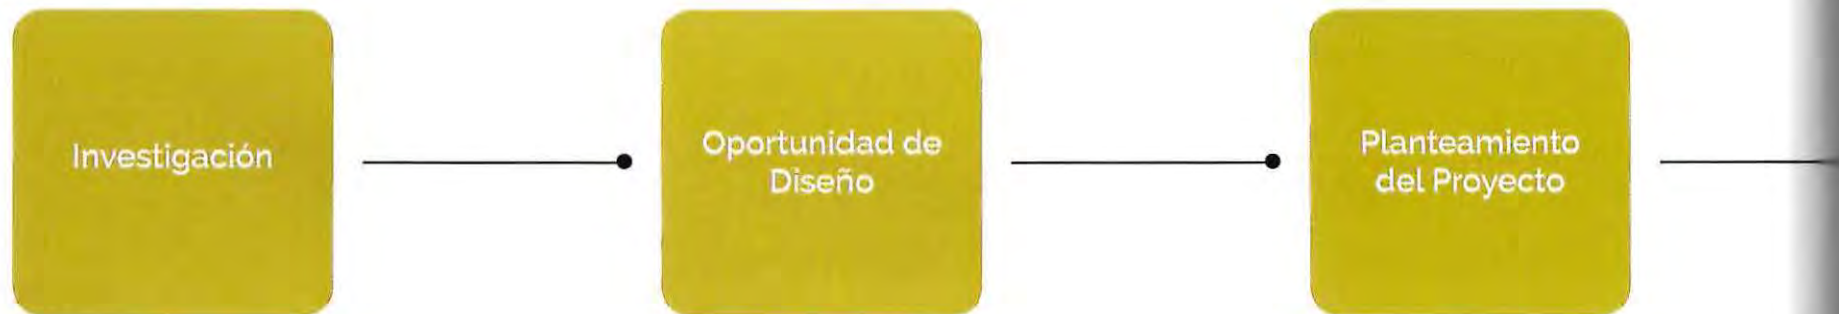 Investigación
Oportunidad de
Diseño
Planteamiento
del Proyecto